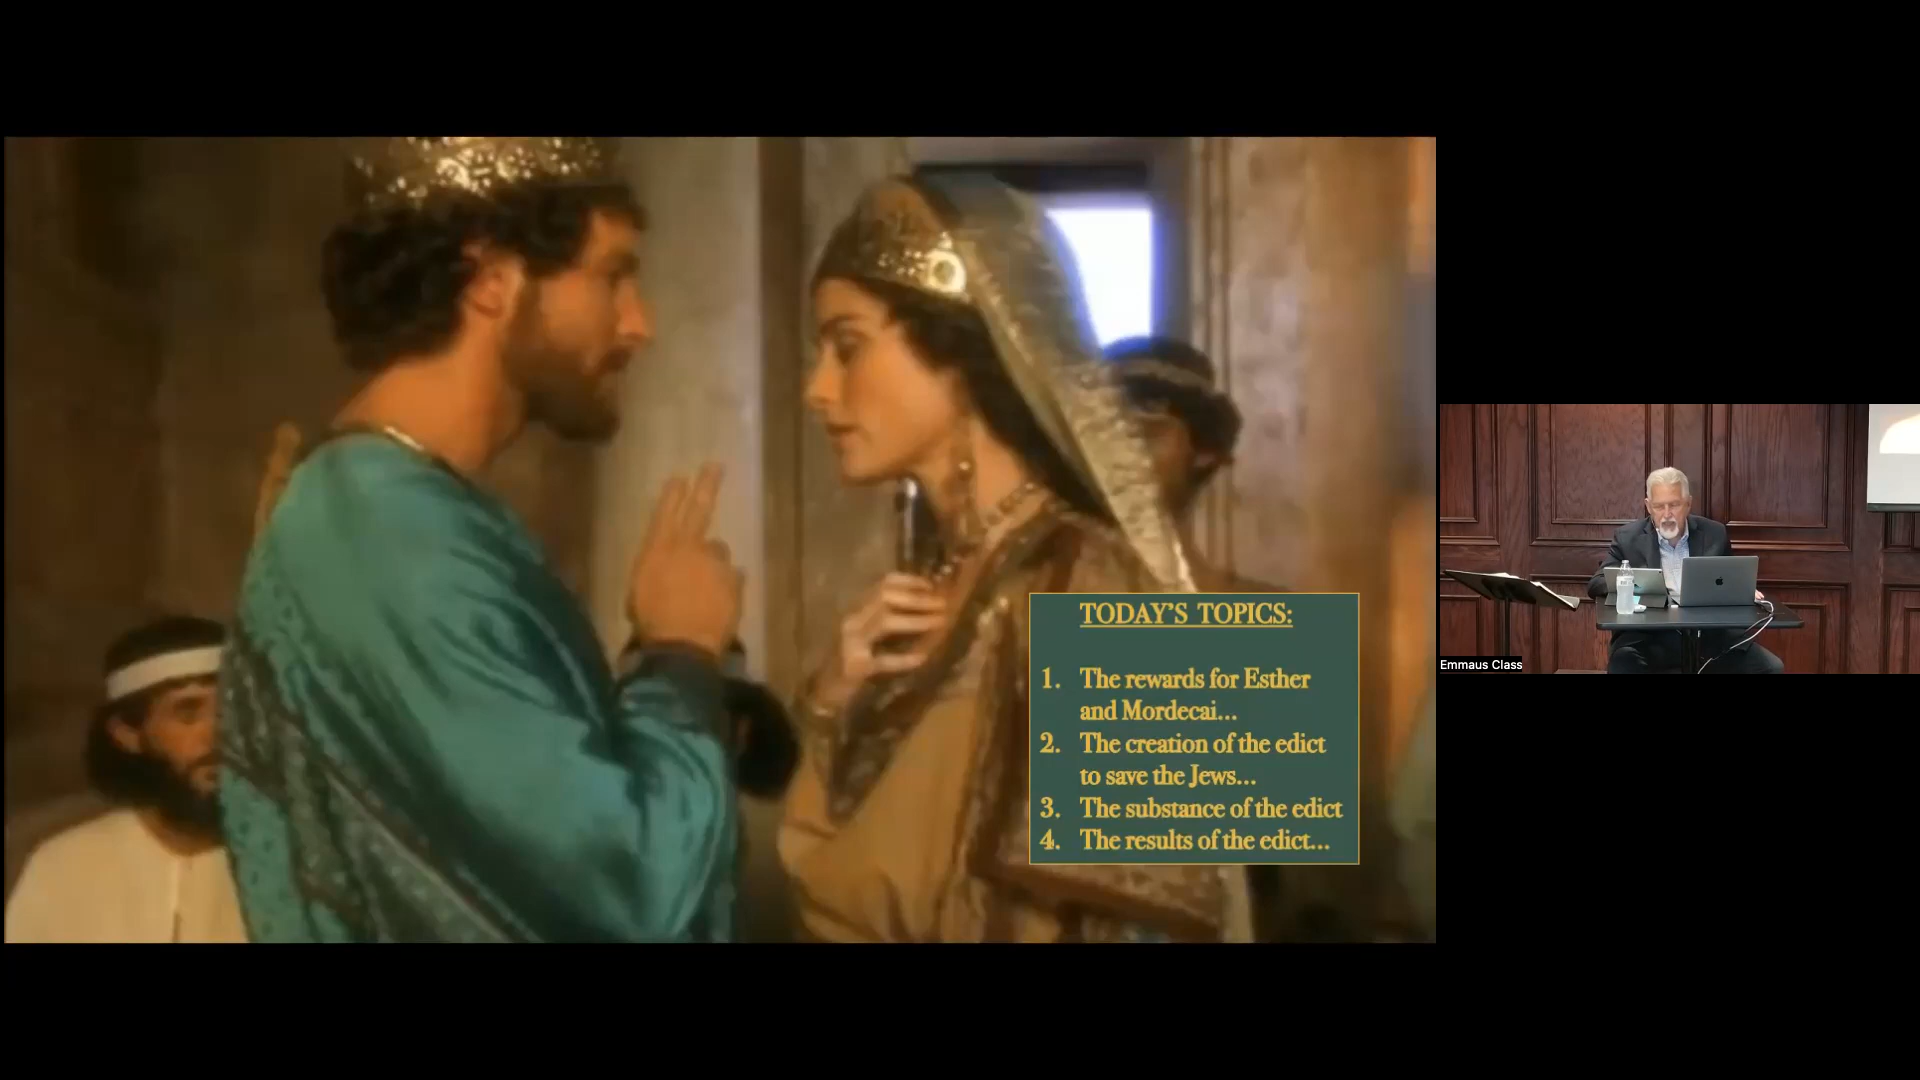 TODAY'S TOPICS:
1. The rewards for Esther
and Mordecai...
2. The creation of the edict
to save the Jews...
3. The substance of the edict
4. The results of the edict...
Emmaus Class